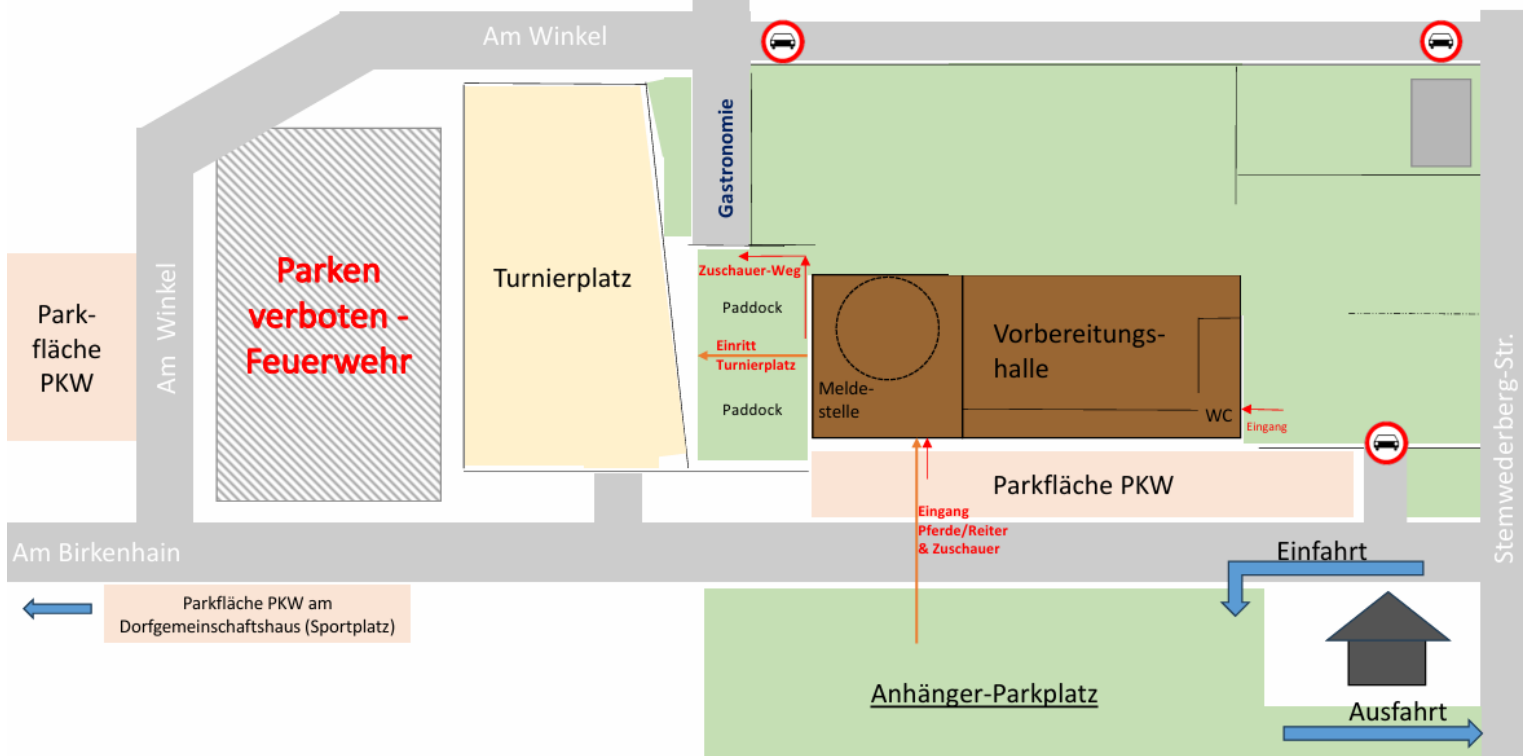 Am Winkel
Gastronomie
Am Winkel
Park-
fläche
PKW
Parken
verboten -
Feuerwehr
Turnierplatz
Zuschauer-Weg
Paddock
Einritt
Turnierplatz
Paddock
Melde-
stelle
Vorbereitungs-
halle
WC
Eingang
Stemwederberg-Str.
Parkfläche PKW
Eingang
Pferde/Reiter
& Zuschauer
Am Birkenhain
Einfahrt
Parkfläche PKW am
Dorfgemeinschaftshaus (Sportplatz)
Anhänger-Parkplatz
Ausfahrt